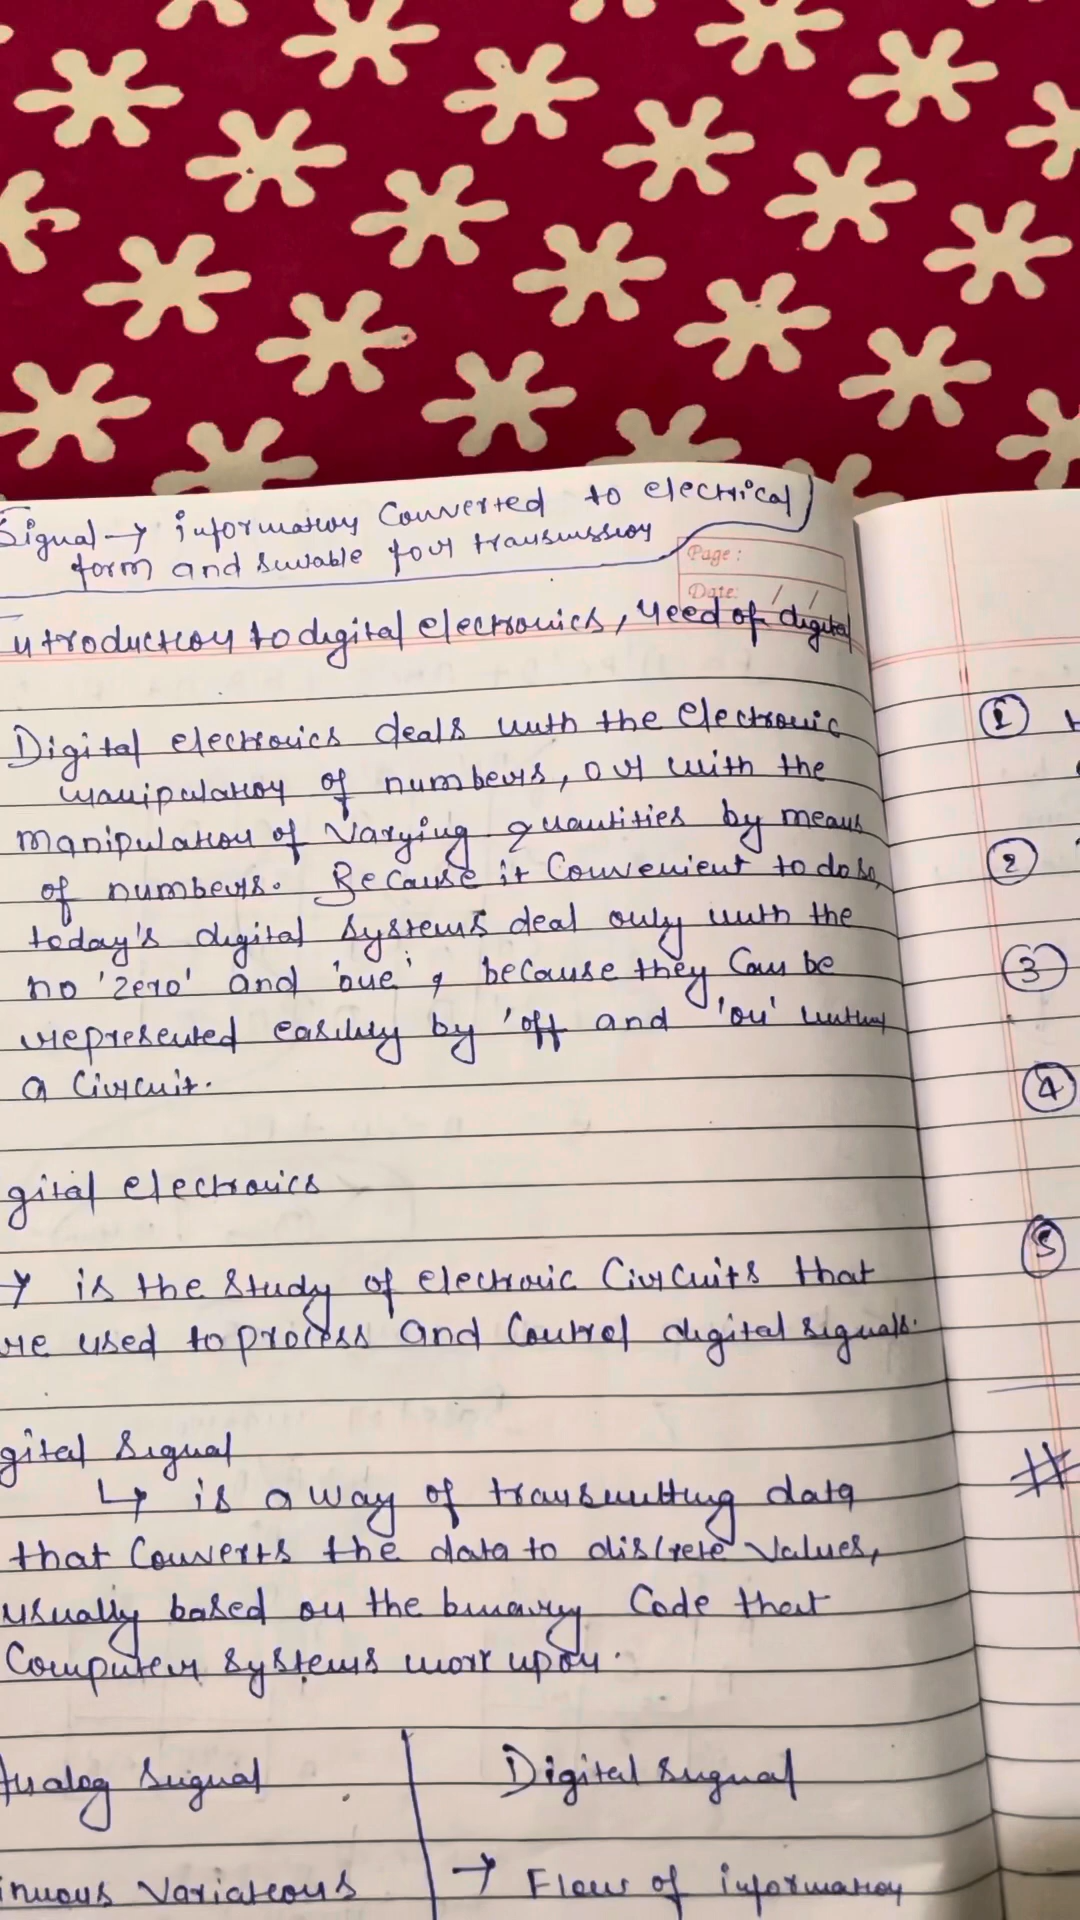 Signal → information Converted to electrical
form and suitable for transmission
Page :
Date: / /
Introduction to digital electronics, need of digital
Digital electronics deals with the electronic
manipulation of numbers, or with the
manipulation of Varying quantities by means
of numbers. Because it Convenient to do so,
today's digital systems deal only with the
no 'zero' and 'one', because they Can be
represented easily by 'off and 'on' within
a Circuit.
gital electronics
→ is the study of electronic Circuits that
re used to process and Control digital signals.
gital Signal
↳ is a way of transmitting data
that Converts the data to discrete Values,
usually based on the binary Code that
Computer systems work upon.
Analog Signal
Digital Signal
inuous Variations
→ Flow of information
1
2
3
4
5
#